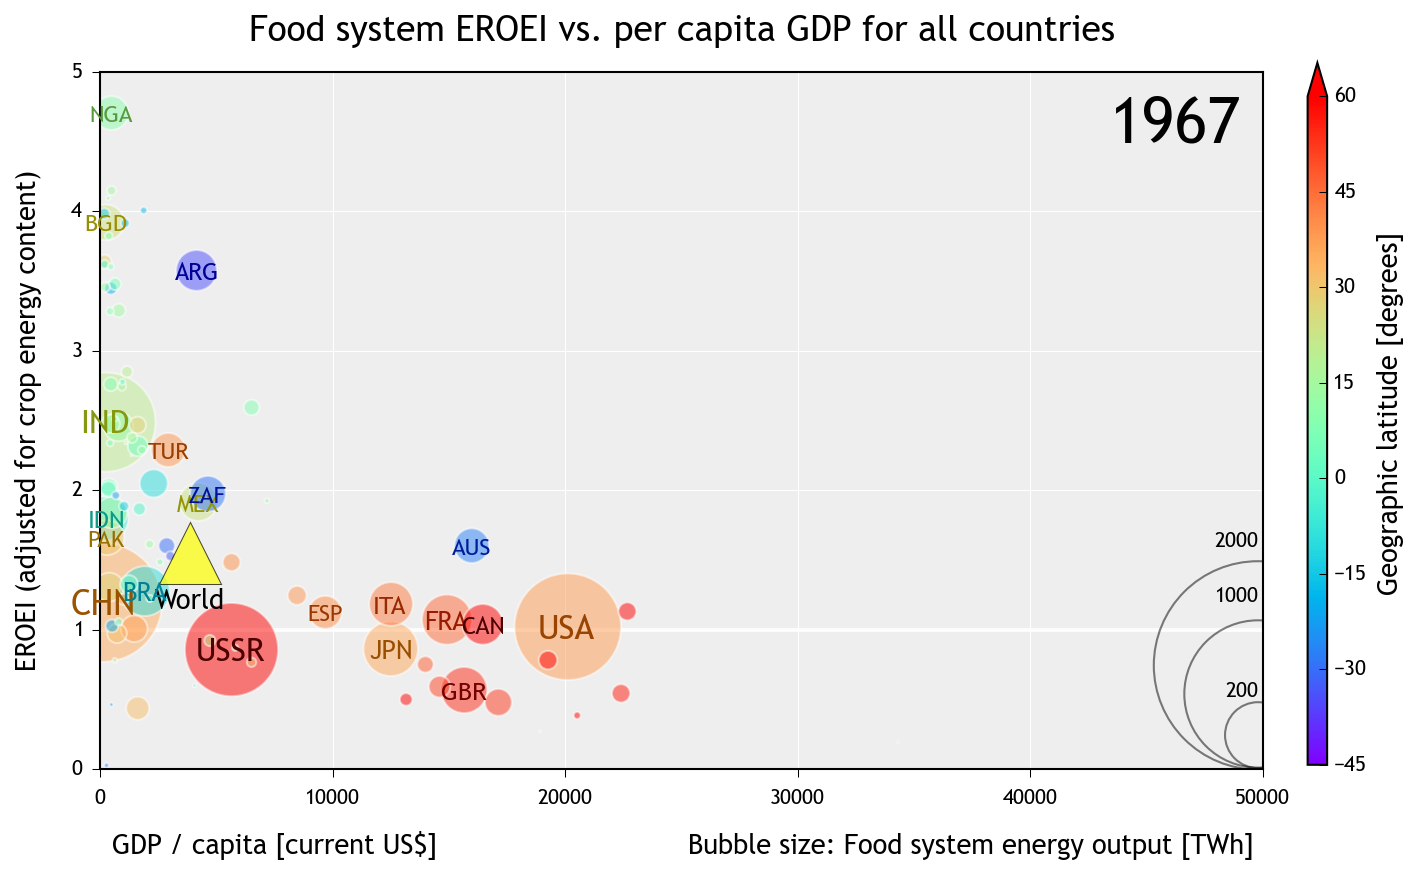 Food system EROEI vs. per capita GDP for all countries
1967
EROEI (adjusted for crop energy content)
5
4
3
2
1
0
NGA
BGD
ARG
IND
TUR
ZAF
MEX
IDN
PAK
AUS
BRA
CHN
World
ESP
ITA
FRA
CAN
USA
USSR
JPN
GBR
2000
1000
200
0
10000
20000
30000
40000
50000
GDP / capita [current US$]
Bubble size: Food system energy output [TWh]
60
45
30
15
0
−15
−30
−45
Geographic latitude [degrees]